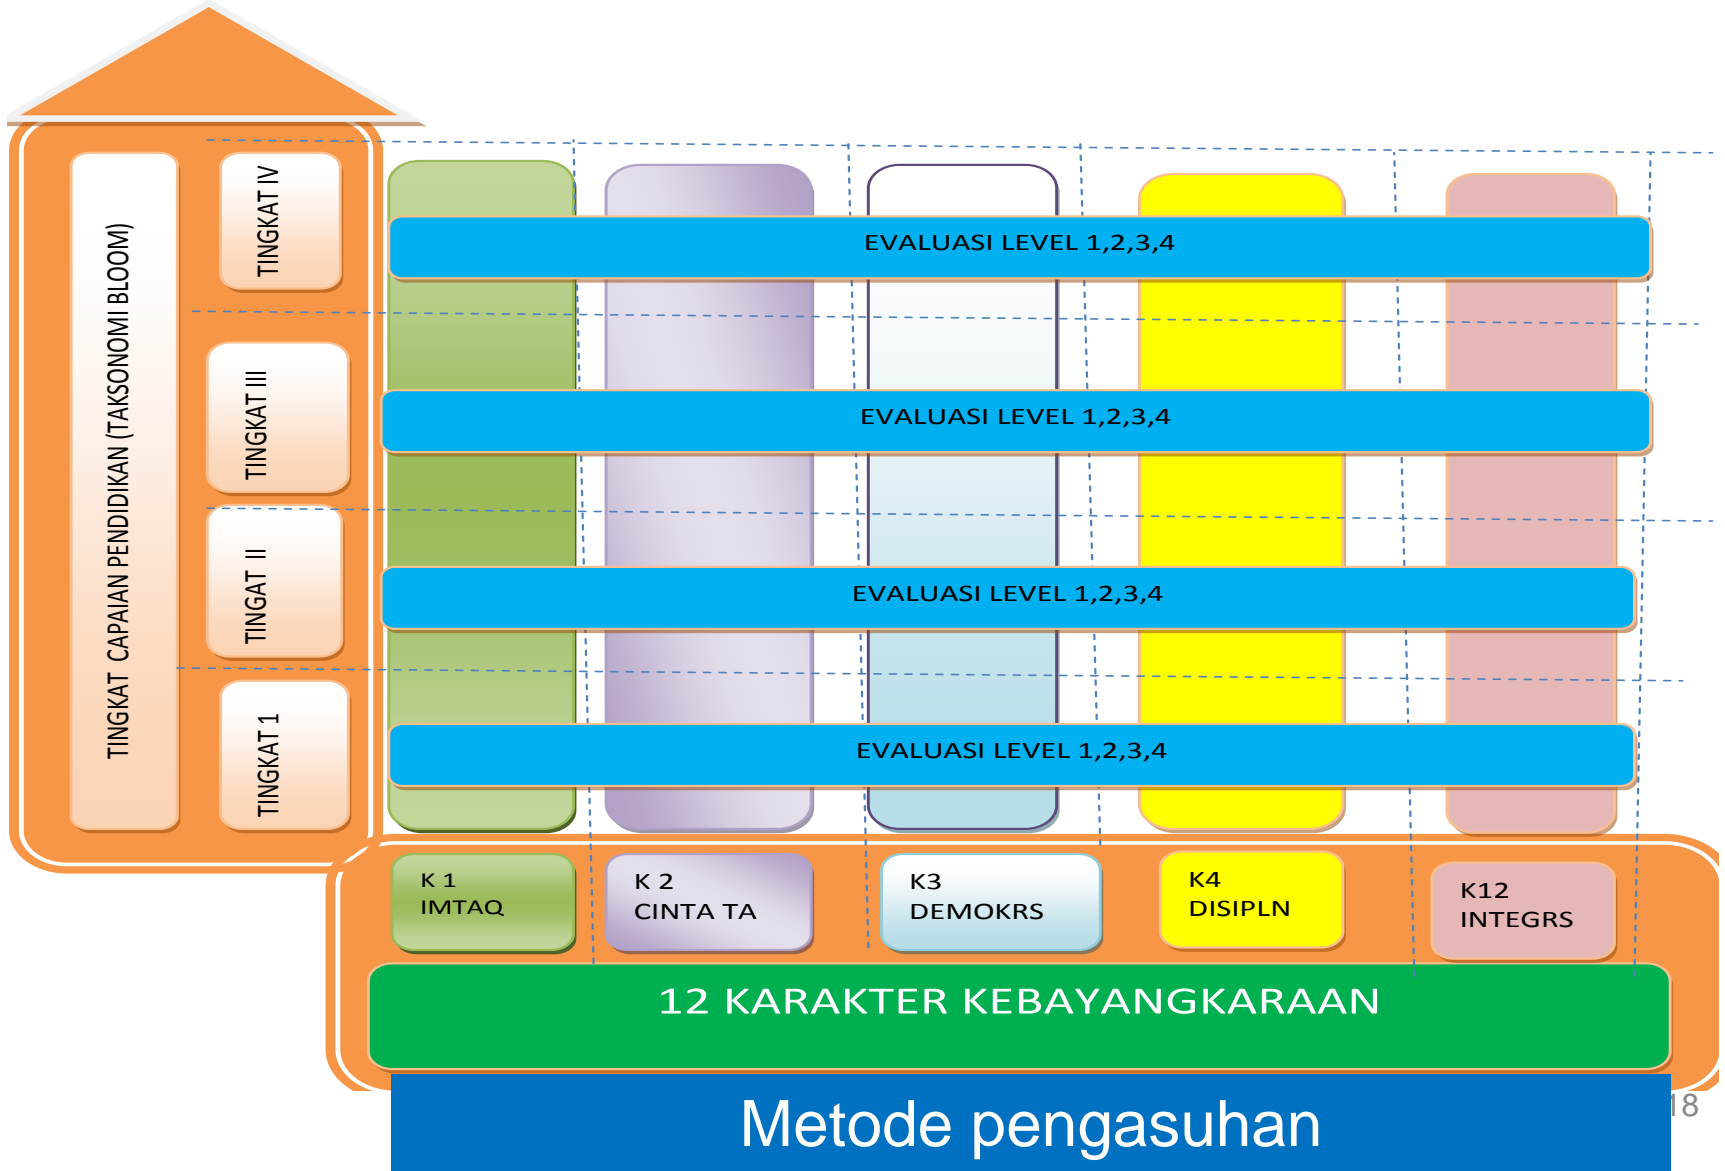 TINGKAT CAPAIAN PENDIDIKAN (TAKSONOMI BLOOM)
TINGKAT IV
TINGKAT III
TINGAT II
TINGKAT 1
EVALUASI LEVEL 1,2,3,4
EVALUASI LEVEL 1,2,3,4
EVALUASI LEVEL 1,2,3,4
EVALUASI LEVEL 1,2,3,4
K 1
IMTAQ
K 2
CINTA TA
K3
DEMOKRS
K4
DISIPLN
K12
INTEGRS
12 KARAKTER KEBAYANGKARAAN
Metode pengasuhan
18